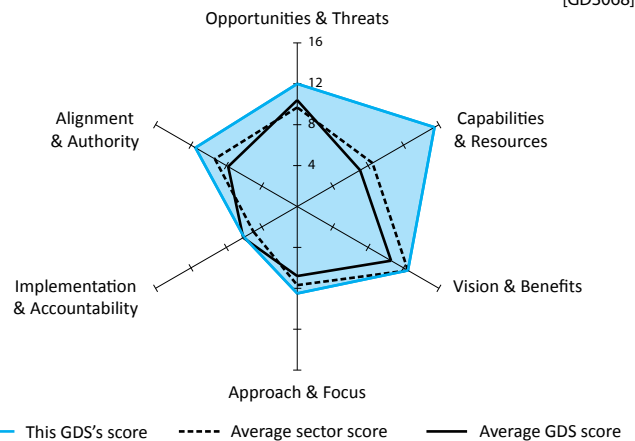 [GDS068]
Opportunities & Threats
16
12
8
4
Alignment
& Authority
Capabilities
& Resources
Implementation
& Accountability
Vision & Benefits
Approach & Focus
This GDS's score
Average sector score
Average GDS score